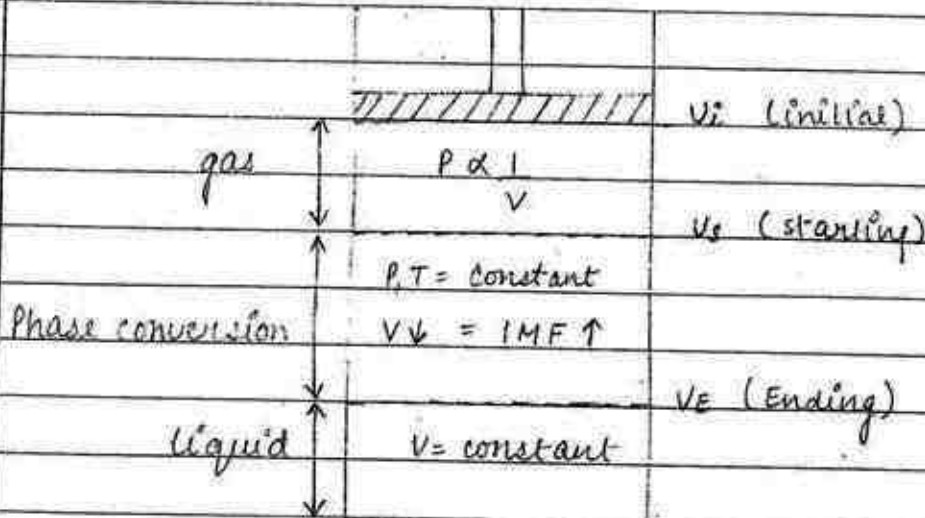 Vi (initial)
gas
P α 1
V
Vs (starting)
P, T = constant
Phase conversion
V↓ = IMF ↑
VE (Ending)
liquid
V = constant